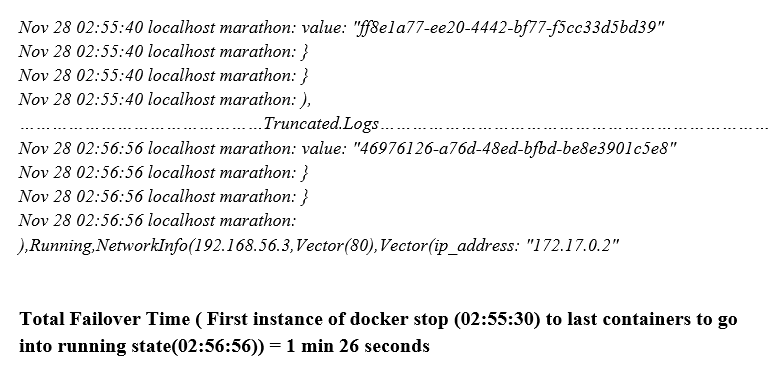 Nov 28 02:55:40 localhost marathon: value: "ff8e1a77-ee20-4442-bf77-f5cc33d5bd39"
Nov 28 02:55:40 localhost marathon: }
Nov 28 02:55:40 localhost marathon: }
Nov 28 02:55:40 localhost marathon: ),
……………………………………….Truncated.Logs…………………………………………………………………
Nov 28 02:56:56 localhost marathon: value: "46976126-a76d-48ed-bfbd-be8e3901c5e8"
Nov 28 02:56:56 localhost marathon: }
Nov 28 02:56:56 localhost marathon: }
Nov 28 02:56:56 localhost marathon:
),Running,NetworkInfo(192.168.56.3,Vector(80),Vector(ip_address: "172.17.0.2"
Total Failover Time ( First instance of docker stop (02:55:30) to last containers to go
into running state(02:56:56)) = 1 min 26 seconds